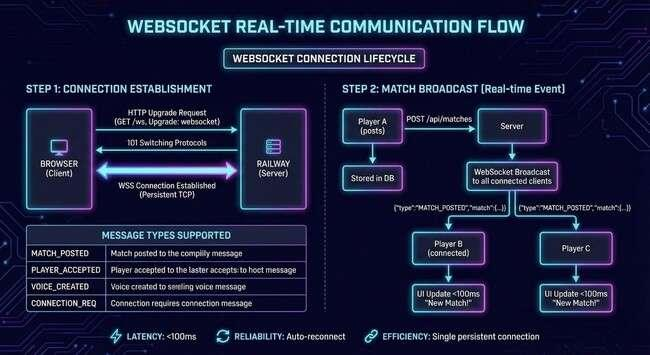 WEBSOCKET REAL-TIME COMMUNICATION FLOW
WEBSOCKET CONNECTION LIFECYCLE
STEP 1: CONNECTION ESTABLISHMENT
HTTP Upgrade Request
(GET /ws, Upgrade: websocket)
101 Switching Protocols
BROWSER
(Client)
RAILWAY
(Server)
WSS Connection Established
(Persistent TCP)
MESSAGE TYPES SUPPORTED
MATCH_POSTED Match posted to the compilly message
PLAYER_ACCEPTED Player accepted to the laster accepts: to host message
VOICE_CREATED Voice created to serling voice message
CONNECTION_REQ Connection requires connection message
STEP 2: MATCH BROADCAST [Real-time Event]
Player A
(posts)
POST /api/matches
Server
Stored in DB
WebSocket Broadcast
to all connected clients
{"type":"MATCH_POSTED","match":{...}}
{"type":"MATCH_POSTED","match":{...}}
Player B
(connected)
Player C
UI Update <100ms
"New Match!"
UI Update <100ms
"New Match!"
LATENCY: <100ms
RELIABILITY: Auto-reconnect
EFFICIENCY: Single persistent connection